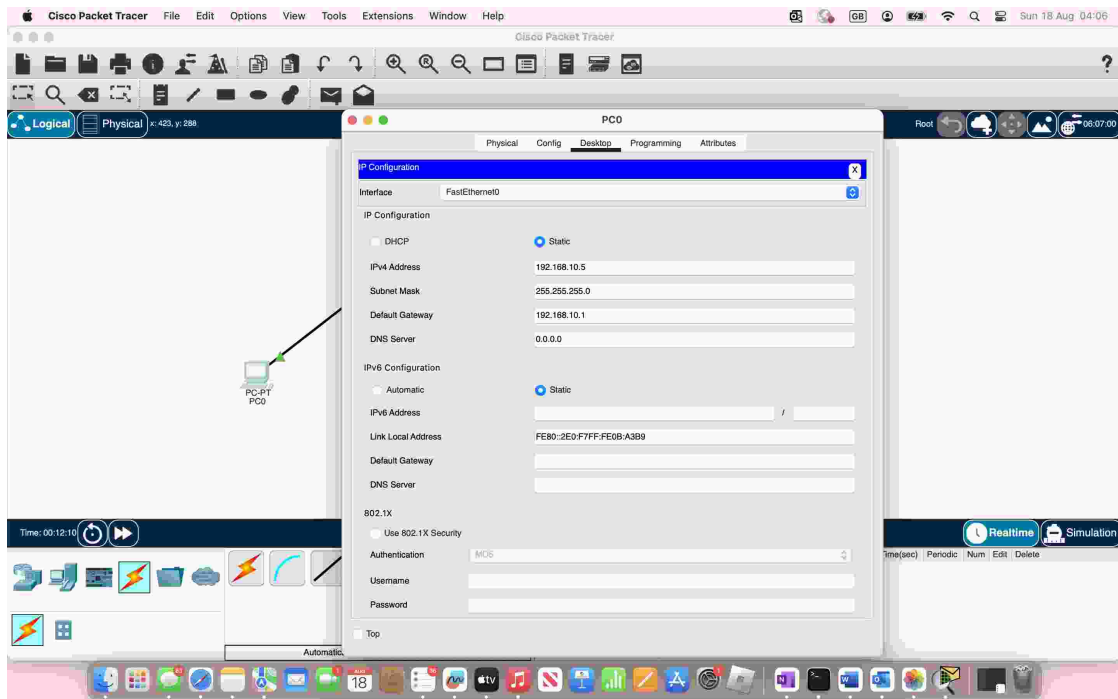 Cisco Packet Tracer File Edit Options View Tools Extensions Window Help GB Sun 18 Aug 04:06
Cisco Packet Tracer
Logical Physical x: 423, y: 288 Root 06:07:00
PC0
Physical Config Desktop Programming Attributes
IP Configuration X
Interface FastEthernet0
IP Configuration
DHCP Static
IPv4 Address 192.168.10.5
Subnet Mask 255.255.255.0
Default Gateway 192.168.10.1
DNS Server 0.0.0.0
IPv6 Configuration
Automatic Static
IPv6 Address /
Link Local Address FE80::2E0:F7FF:FE0B:A3B9
Default Gateway
DNS Server
802.1X
Use 802.1X Security
Authentication MD5
Username
Password
Top
PC-PT
PC0
Time: 00:12:10 Realtime Simulation
Time(sec) Periodic Num Edit Delete
Automatic
18
tv